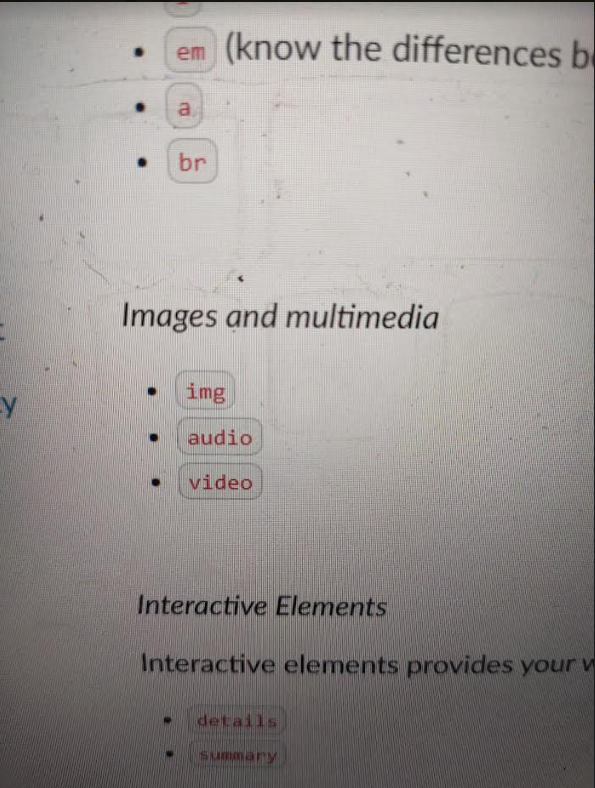 em (know the differences
a
br
Images and multimedia
img
audio
video
y
Interactive Elements
Interactive elements provides your
details
summary